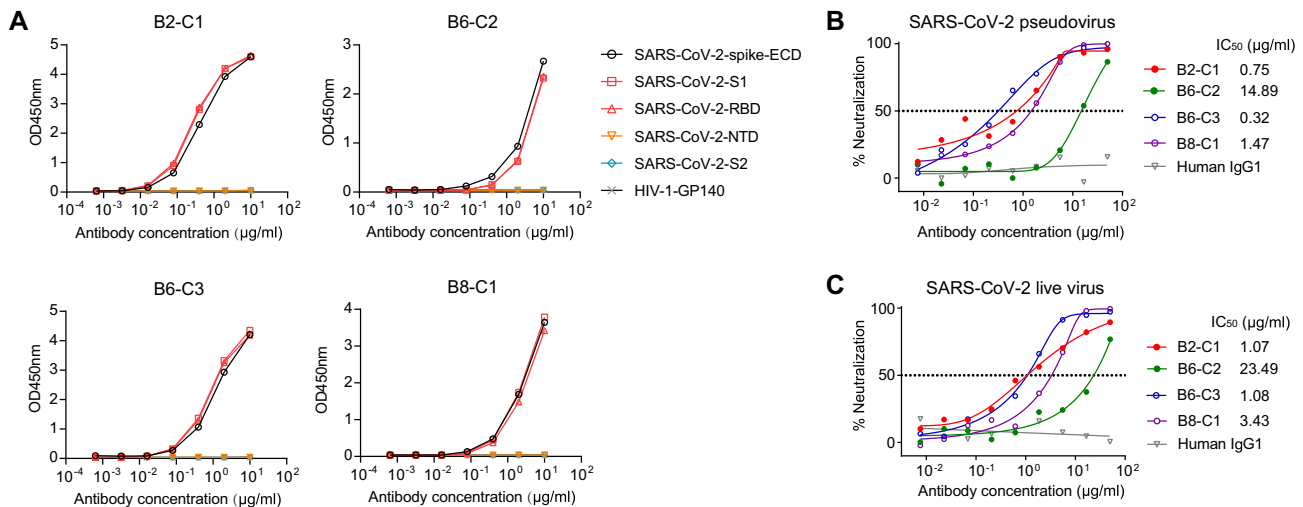 A
B2-C1
OD450nm
5
4
3
2
1
0
10⁻⁴ 10⁻³ 10⁻² 10⁻¹ 10⁰ 10¹ 10²
Antibody concentration (μg/ml)
B6-C2
OD450nm
3
2
1
0
10⁻⁴ 10⁻³ 10⁻² 10⁻¹ 10⁰ 10¹ 10²
Antibody concentration (μg/ml)
SARS-CoV-2-spike-ECD
SARS-CoV-2-S1
SARS-CoV-2-RBD
SARS-CoV-2-NTD
SARS-CoV-2-S2
HIV-1-GP140
B6-C3
OD450nm
5
4
3
2
1
0
10⁻⁴ 10⁻³ 10⁻² 10⁻¹ 10⁰ 10¹ 10²
Antibody concentration (μg/ml)
B8-C1
OD450nm
4
3
2
1
0
10⁻⁴ 10⁻³ 10⁻² 10⁻¹ 10⁰ 10¹ 10²
Antibody concentration (μg/ml)
B
SARS-CoV-2 pseudovirus
% Neutralization
100
50
0
10⁻² 10⁻¹ 10⁰ 10¹ 10²
Antibody concentration (μg/ml)
IC₅₀ (μg/ml)
B2-C1 0.75
B6-C2 14.89
B6-C3 0.32
B8-C1 1.47
Human IgG1
C
SARS-CoV-2 live virus
% Neutralization
100
50
0
10⁻² 10⁻¹ 10⁰ 10¹ 10²
Antibody concentration (μg/ml)
IC₅₀ (μg/ml)
B2-C1 1.07
B6-C2 23.49
B6-C3 1.08
B8-C1 3.43
Human IgG1